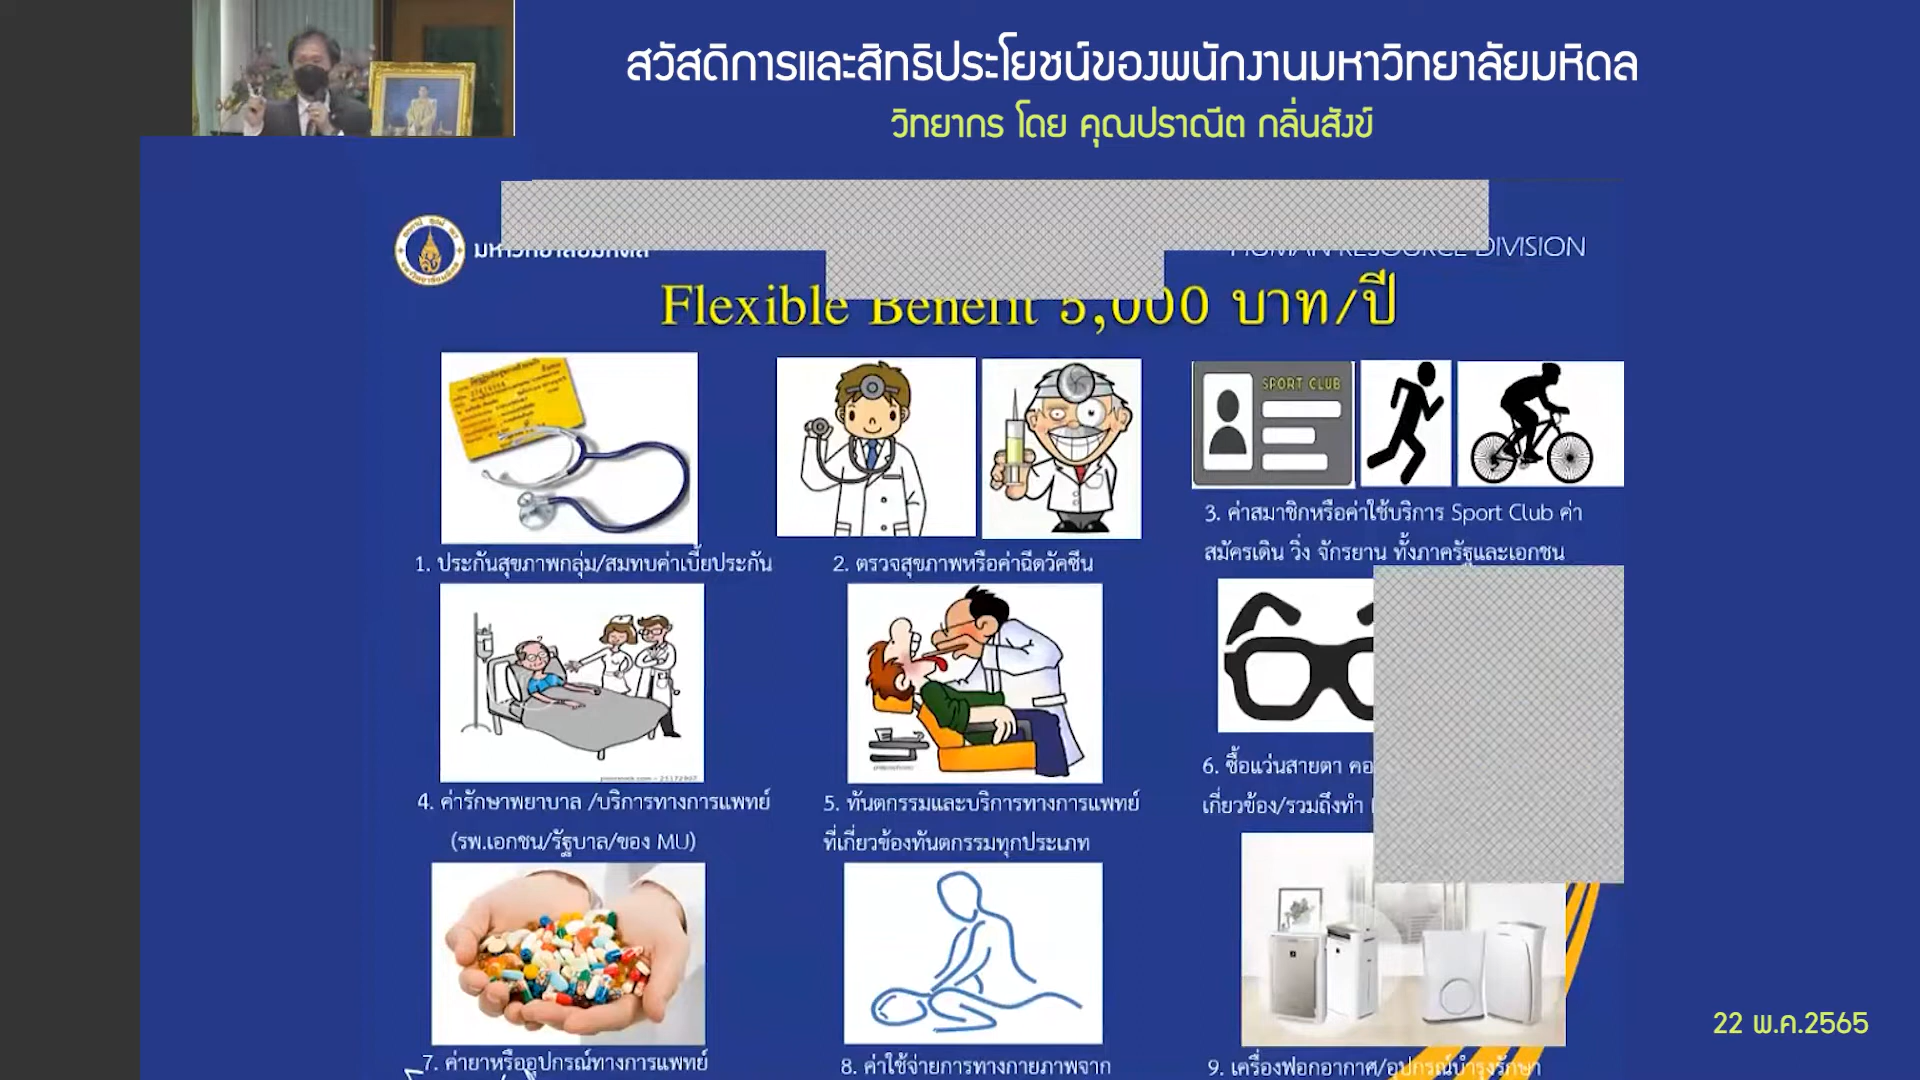 สวัสดิการและสิทธิประโยชน์ของพนักงานมหาวิทยาลัยมหิดล
วิทยากร โดย คุณปราณีต กลิ่นสังข์
มหาวิทยาลัยมหิดล
HUMAN RESOURCE DIVISION
Flexible Benefit 5,000 บาท/ปี
SPORT CLUB
1. ประกันสุขภาพกลุ่ม/สมทบค่าเบี้ยประกัน
2. ตรวจสุขภาพหรือค่าฉีดวัคซีน
3. ค่าสมาชิกหรือค่าใช้บริการ Sport Club ค่า
สมัครเดิน วิ่ง จักรยาน ทั้งภาครัฐและเอกชน
4. ค่ารักษาพยาบาล /บริการทางการแพทย์
(รพ.เอกชน/รัฐบาล/ของ MU)
5. ทันตกรรมและบริการทางการแพทย์
ที่เกี่ยวข้องทันตกรรมทุกประเภท
6. ซื้อแว่นสายตา
เกี่ยวข้อง/รวมถึงทำ
7. ค่ายาหรืออุปกรณ์ทางการแพทย์
8. ค่าใช้จ่ายการทางกายภาพจาก
9. เครื่องฟอกอากาศ/อุปกรณ์บำรุงรักษา
22 พ.ค.2565